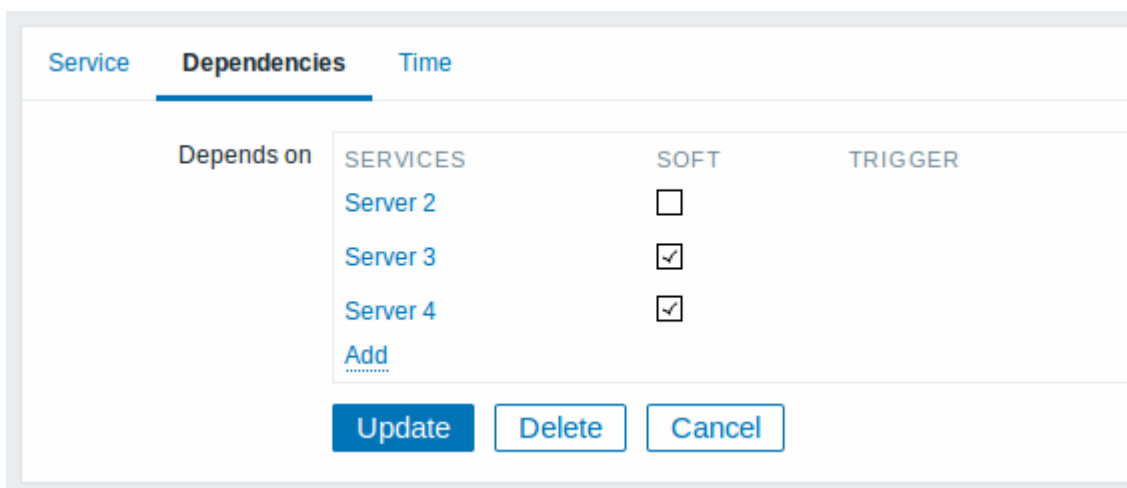 Service Dependencies Time
Depends on SERVICES SOFT TRIGGER
Server 2
Server 3
Server 4
Add
Update Delete Cancel